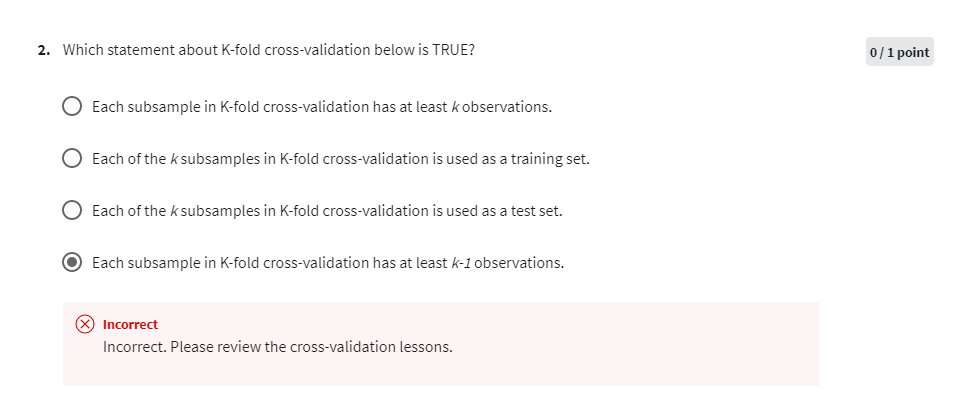 2. Which statement about K-fold cross-validation below is TRUE?
0 / 1 point
Each subsample in K-fold cross-validation has at least k observations.
Each of the k subsamples in K-fold cross-validation is used as a training set.
Each of the k subsamples in K-fold cross-validation is used as a test set.
Each subsample in K-fold cross-validation has at least k-1 observations.
Incorrect
Incorrect. Please review the cross-validation lessons.